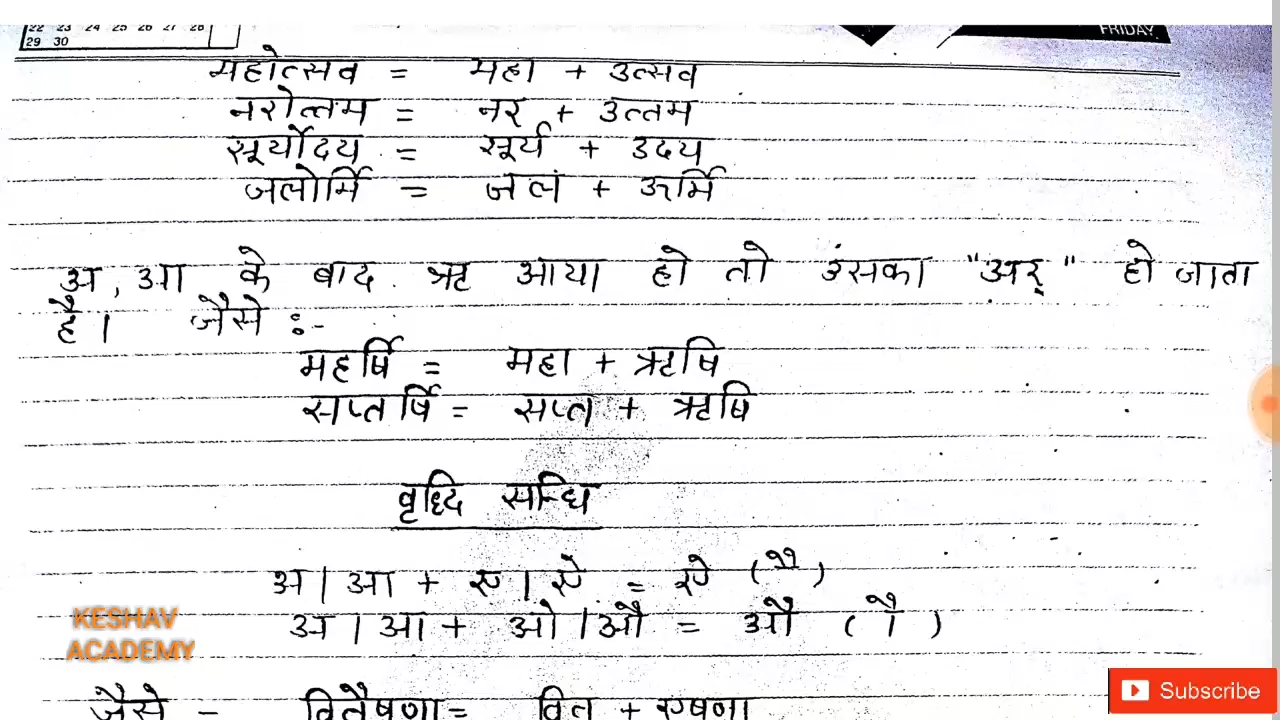 22 23 24 25 26 27 28
29 30
FRIDAY
महोत्सव = महा + उत्सव
नरोत्तम = नर + उत्तम
सूर्योदय = सूर्य + उदय
जलोर्मि = जल + ऊर्मि
अ, आ के बाद ऋ आया हो तो उसका "अर्" हो जाता
है। जैसे :-
महर्षि = महा + ऋषि
सप्तर्षि = सप्त + ऋषि
वृद्धि सन्धि
अ / आ + ए / ऐ = ऐ ( ै )
अ / आ + ओ / औ = औ ( ौ )
जैसे - वितैषणा = वित + एषणा
KESHAV
ACADEMY
Subscribe